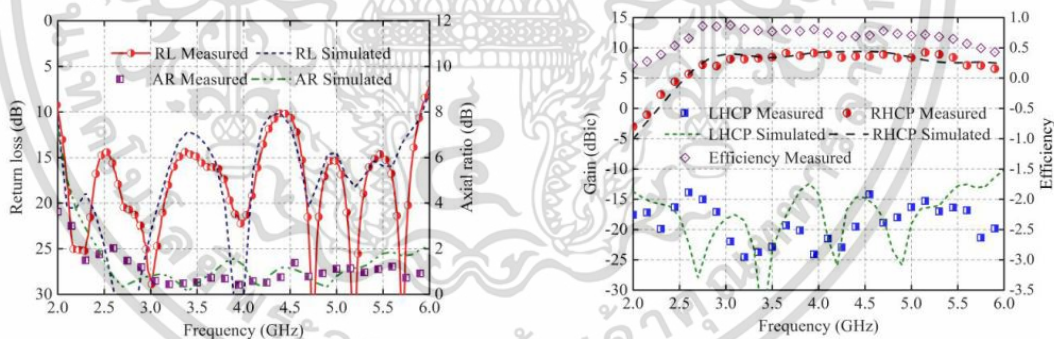 RL Measured
RL Simulated
AR Measured
AR Simulated
Return loss (dB)
0
5
10
15
20
25
30
Axial ratio (dB)
12
10
8
6
4
2
0
2.0 2.5 3.0 3.5 4.0 4.5 5.0 5.5 6.0
Frequency (GHz)
Gain (dBic)
15
10
5
0
-5
-10
-15
-20
-25
-30
LHCP Measured
RHCP Measured
LHCP Simulated
RHCP Simulated
Efficiency Measured
Efficiency
1.0
0.5
0.0
-0.5
-1.0
-1.5
-2.0
-2.5
-3.0
-3.5
2.0 2.5 3.0 3.5 4.0 4.5 5.0 5.5 6.0
Frequency (GHz)